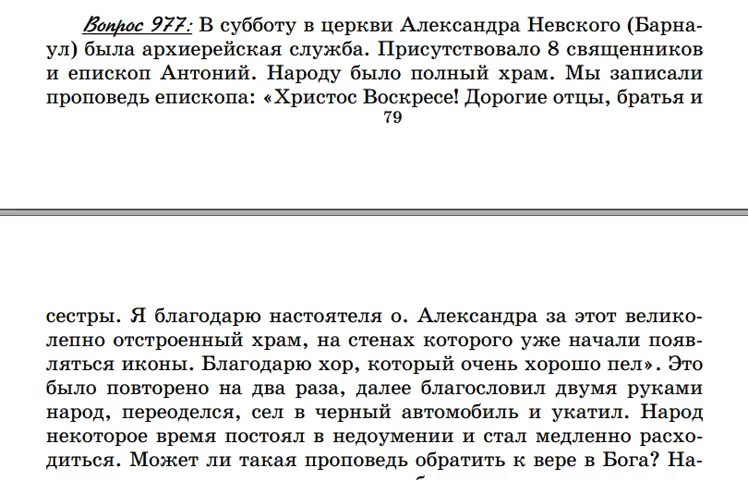 Вопрос 977: В субботу в церкви Александра Невского (Барна-
ул) была архиерейская служба. Присутствовало 8 священников
и епископ Антоний. Народу было полный храм. Мы записали
проповедь епископа: «Христос Воскресе! Дорогие отцы, братья и
79
сестры. Я благодарю настоятеля о. Александра за этот велико-
лепно отстроенный храм, на стенах которого уже начали появ-
ляться иконы. Благодарю хор, который очень хорошо пел». Это
было повторено на два раза, далее благословил двумя руками
народ, переоделся, сел в черный автомобиль и укатил. Народ
некоторое время постоял в недоумении и стал медленно расхо-
диться. Может ли такая проповедь обратить к вере в Бога? На-